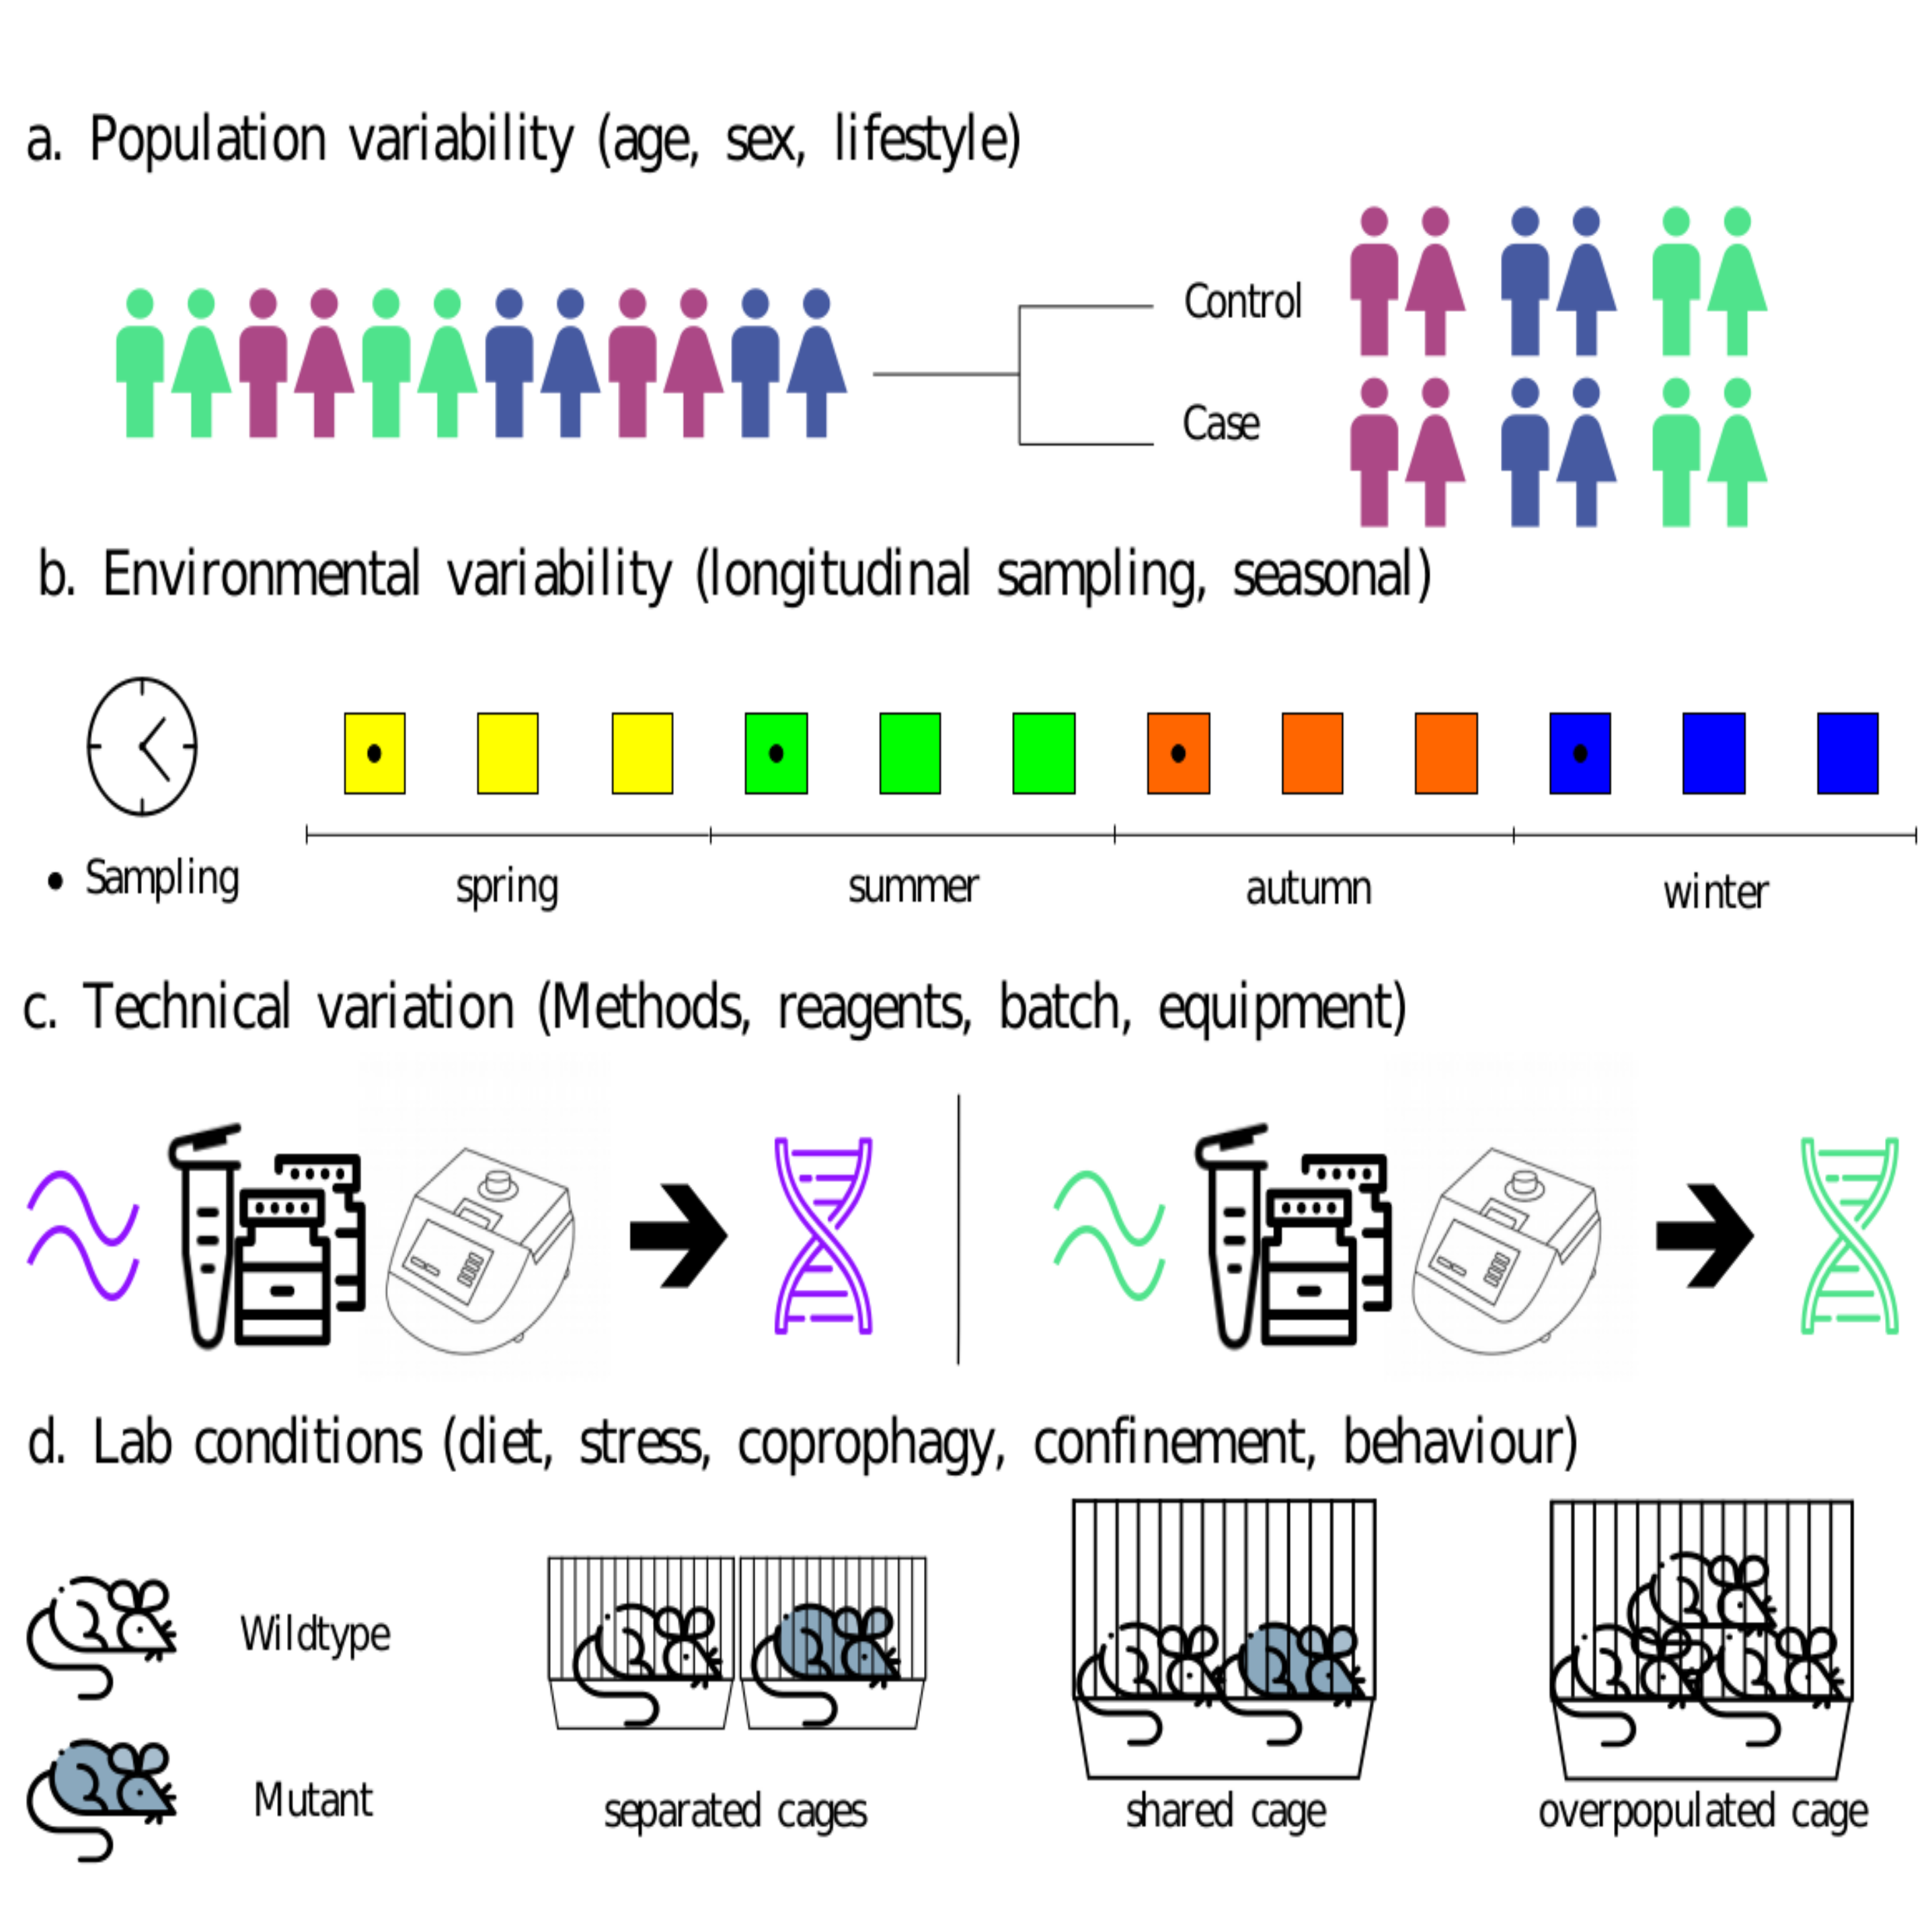 a. Population variability (age, sex, lifestyle)
Control
Case
b. Environmental variability (longitudinal sampling, seasonal)
• Sampling
spring
summer
autumn
winter
c. Technical variation (Methods, reagents, batch, equipment)
d. Lab conditions (diet, stress, coprophagy, confinement, behaviour)
Wildtype
Mutant
separated cages
shared cage
overpopulated cage